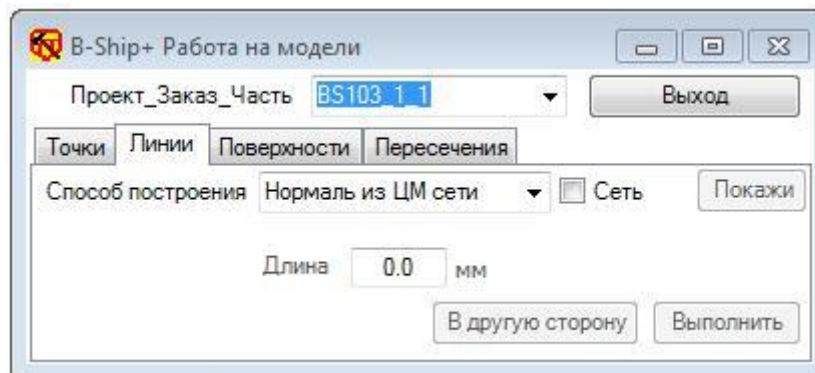 B-Ship+ Работа на модели
Проект_Заказ_Часть BS103_1_1 Выход
Точки Линии Поверхности Пересечения
Способ построения Нормаль из ЦМ сети Сеть Покажи
Длина 0.0 мм
В другую сторону Выполнить